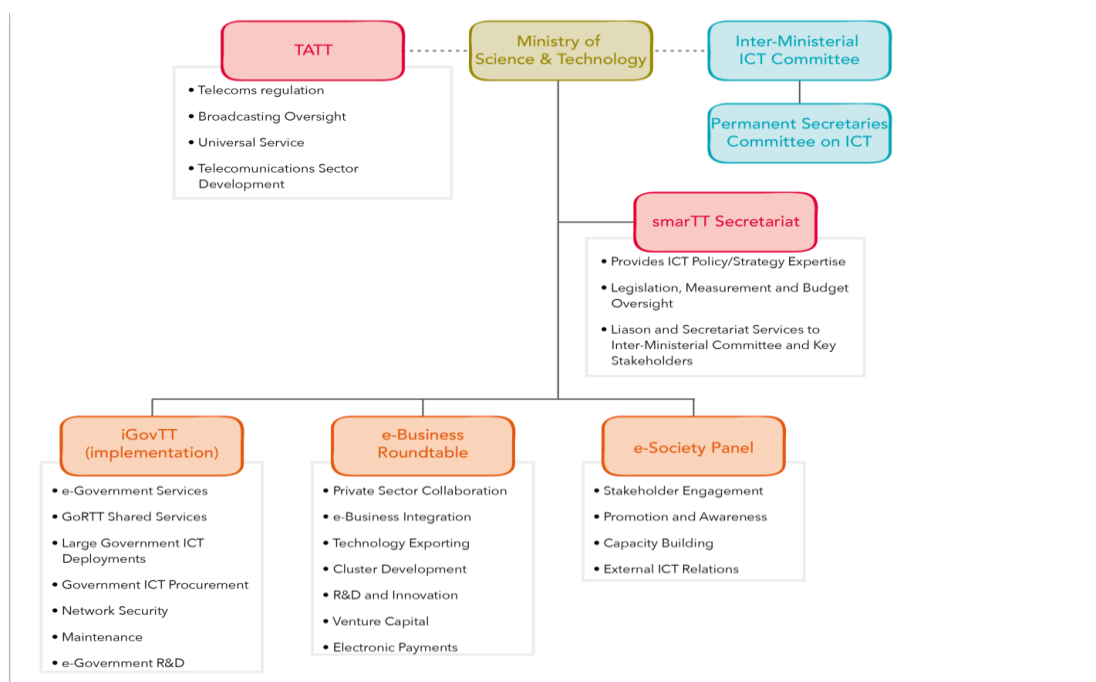 TATT
Ministry of
Science & Technology
Inter-Ministerial
ICT Committee
• Telecoms regulation
• Broadcasting Oversight
• Universal Service
• Telecomunications Sector
Development
Permanent Secretaries
Committee on ICT
smarTT Secretariat
• Provides ICT Policy/Strategy Expertise
• Legislation, Measurement and Budget
Oversight
• Liason and Secretariat Services to
Inter-Ministerial Committee and Key
Stakeholders
iGovTT
(implementation)
• e-Government Services
• GoRTT Shared Services
• Large Government ICT
Deployments
• Government ICT Procurement
• Network Security
• Maintenance
• e-Government R&D
e-Business
Roundtable
• Private Sector Collaboration
• e-Business Integration
• Technology Exporting
• Cluster Development
• R&D and Innovation
• Venture Capital
• Electronic Payments
e-Society Panel
• Stakeholder Engagement
• Promotion and Awareness
• Capacity Building
• External ICT Relations